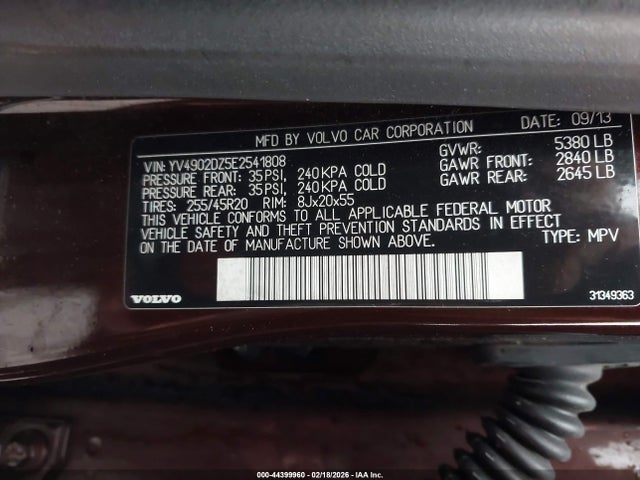 MFD BY VOLVO CAR CORPORATION DATE: 09/13
VIN: YV4902DZ5E2541808 GVWR: 5380 LB
PRESSURE FRONT: 35 PSI, 240 KPA COLD GAWR FRONT: 2840 LB
PRESSURE REAR: 35 PSI, 240 KPA COLD GAWR REAR: 2645 LB
TIRES: 255/45R20 RIM: 8Jx20x55
THIS VEHICLE CONFORMS TO ALL APPLICABLE FEDERAL MOTOR
VEHICLE SAFETY AND THEFT PREVENTION STANDARDS IN EFFECT
ON THE DATE OF MANUFACTURE SHOWN ABOVE. TYPE: MPV
VOLVO 31349363
000-44399960 - 02/18/2026 - IAA Inc.